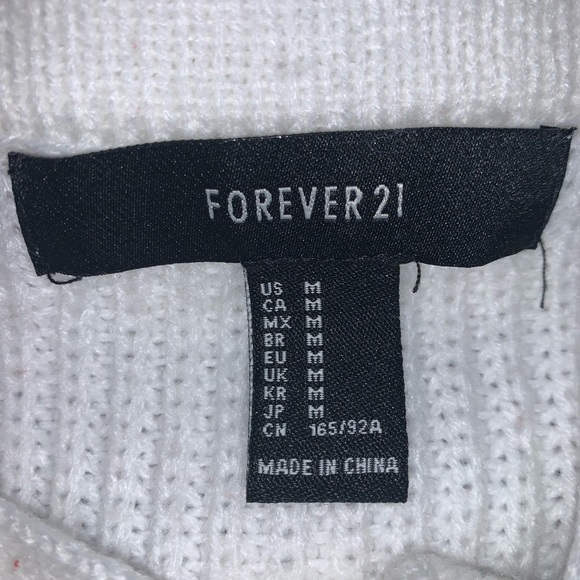 FOREVER 21
US M
CA M
MX M
BR M
EU M
UK M
KR M
JP M
CN 165/92A
MADE IN CHINA